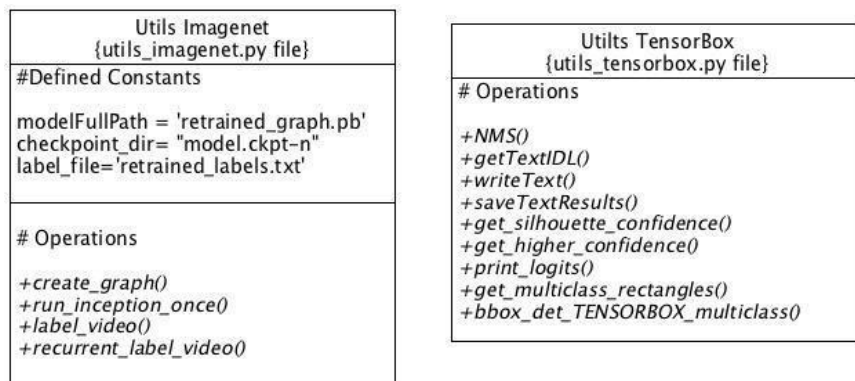 Utils Imagenet
{utils_imagenet.py file}
#Defined Constants
modelFullPath = 'retrained_graph.pb'
checkpoint_dir= "model.ckpt-n"
label_file='retrained_labels.txt'
# Operations
+create_graph()
+run_inception_once()
+label_video()
+recurrent_label_video()
Utilts TensorBox
{utils_tensorbox.py file}
# Operations
+NMS()
+getTextIDL()
+writeText()
+saveTextResults()
+get_silhouette_confidence()
+get_higher_confidence()
+print_logits()
+get_multiclass_rectangles()
+bbox_det_TENSORBOX_multiclass()